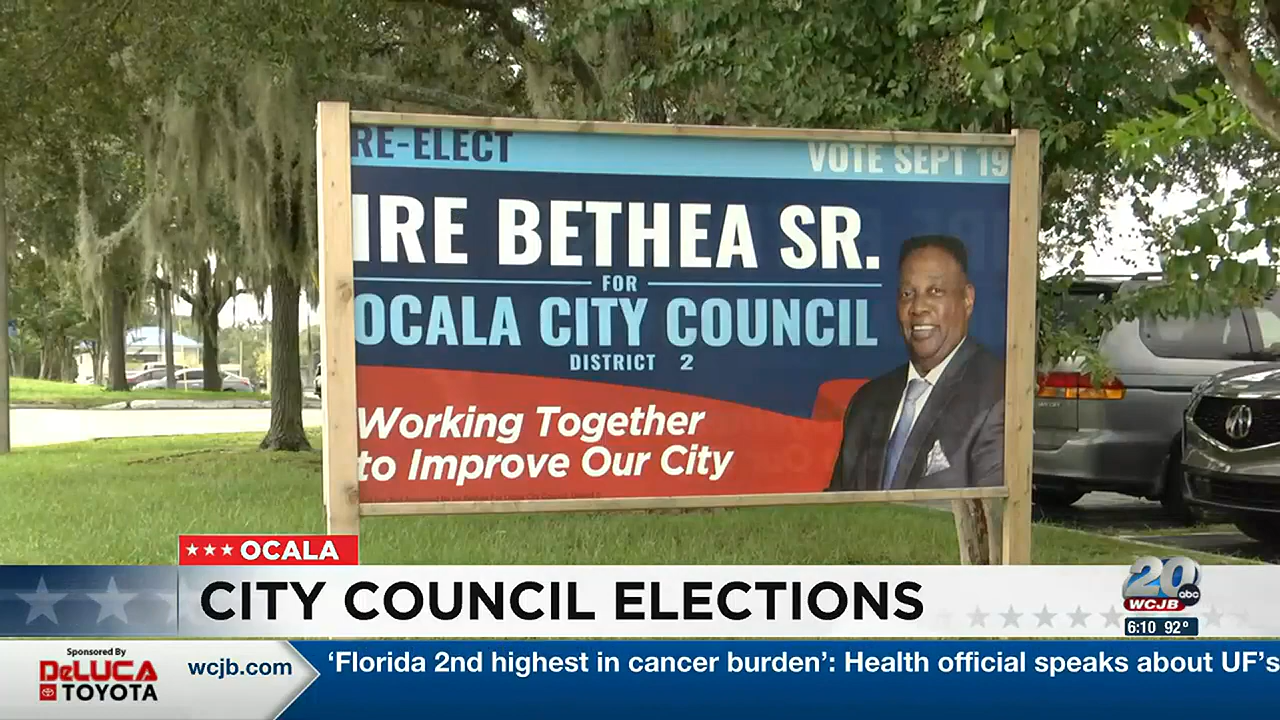 RE-ELECT
VOTE SEPT 19
IRE BETHEA SR.
FOR
OCALA CITY COUNCIL
DISTRICT 2
Working Together
to Improve Our City
OCALA
CITY COUNCIL ELECTIONS
20
abc
WCJB
6:10 92°
Sponsored By
DELUCA
TOYOTA
wcjb.com
‘Florida 2nd highest in cancer burden’: Health official speaks about UF’s